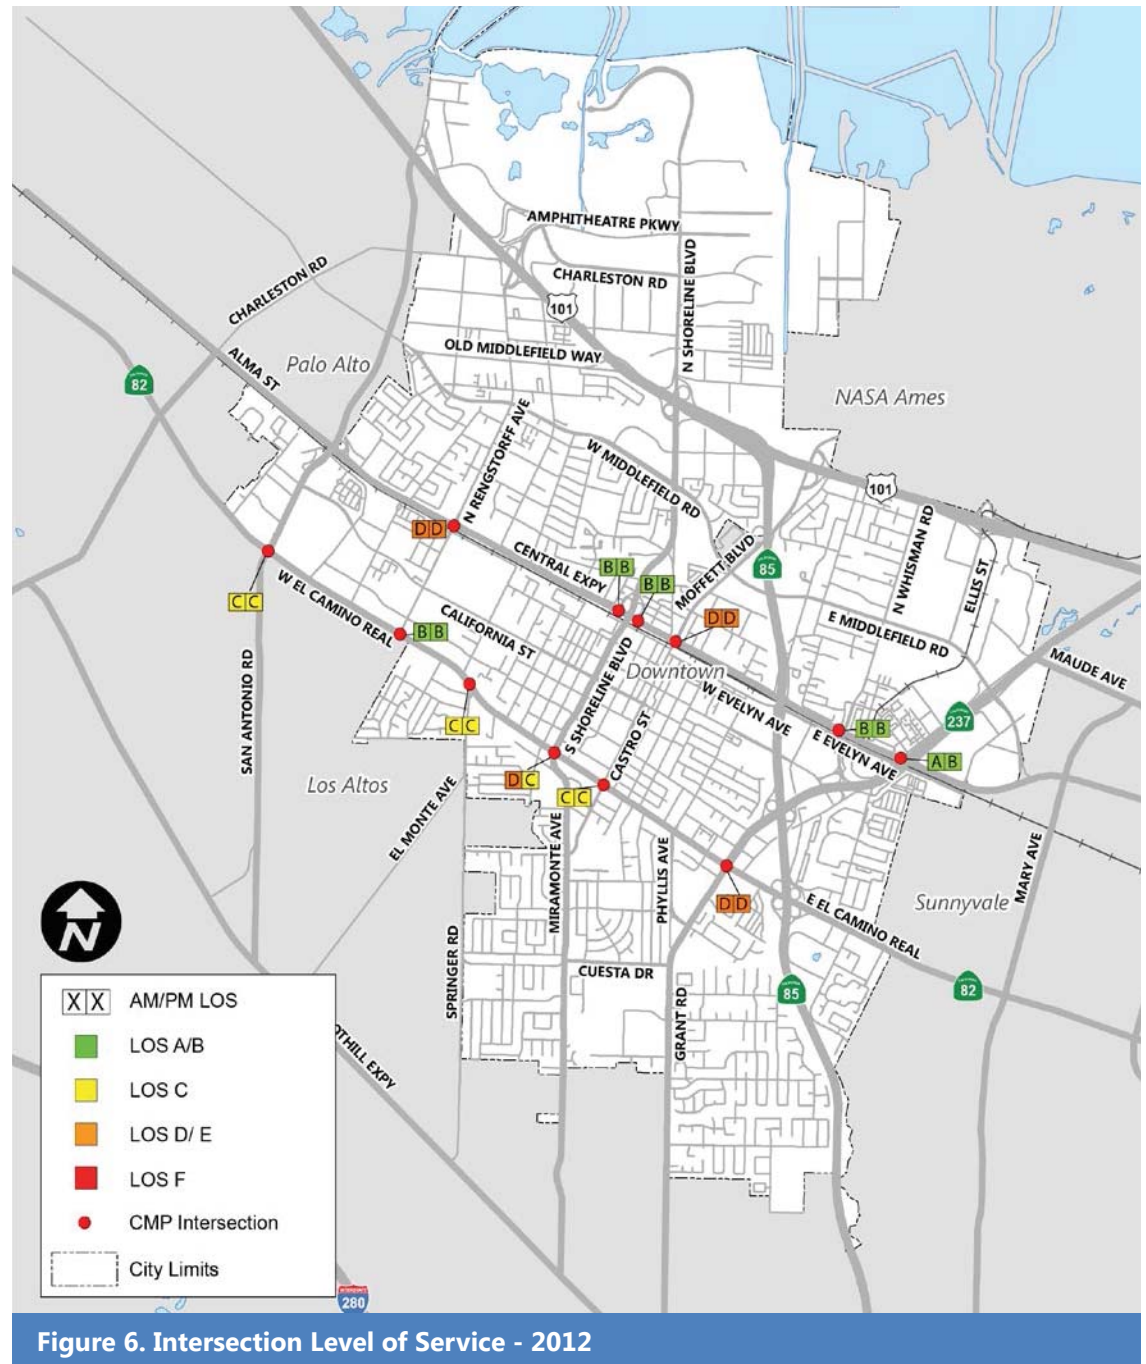 AMPHITHEATRE PKWY
CHARLESTON RD
N SHORELINE BLVD
CHARLESTON RD
101
OLD MIDDLEFIELD WAY
ALMA ST
Palo Alto
82
NASA Ames
N RENGSTORFF AVE
W MIDDLEFIELD RD
101
D D
CENTRAL EXPY
MOFFETT BLVD
N WHISMAN RD
85
ELLIS ST
B B
B B
C C
W EL CAMINO REAL
CALIFORNIA ST
B B
D D
E MIDDLEFIELD RD
MAUDE AVE
Downtown
S SHORELINE BLVD
W EVELYN AVE
SAN ANTONIO RD
C C
CASTRO ST
B B
237
E EVELYN AVE
A B
Los Altos
D C
C C
EL MONTE AVE
MIRAMONTE AVE
PHYLLIS AVE
MARY AVE
D D
Sunnyvale
E EL CAMINO REAL
N
SPRINGER RD
CUESTA DR
GRANT RD
85
82
X X AM/PM LOS
LOS A/B
LOS C
LOS D/ E
LOS F
CMP Intersection
City Limits
OTHILL EXPY
280
Figure 6. Intersection Level of Service - 2012